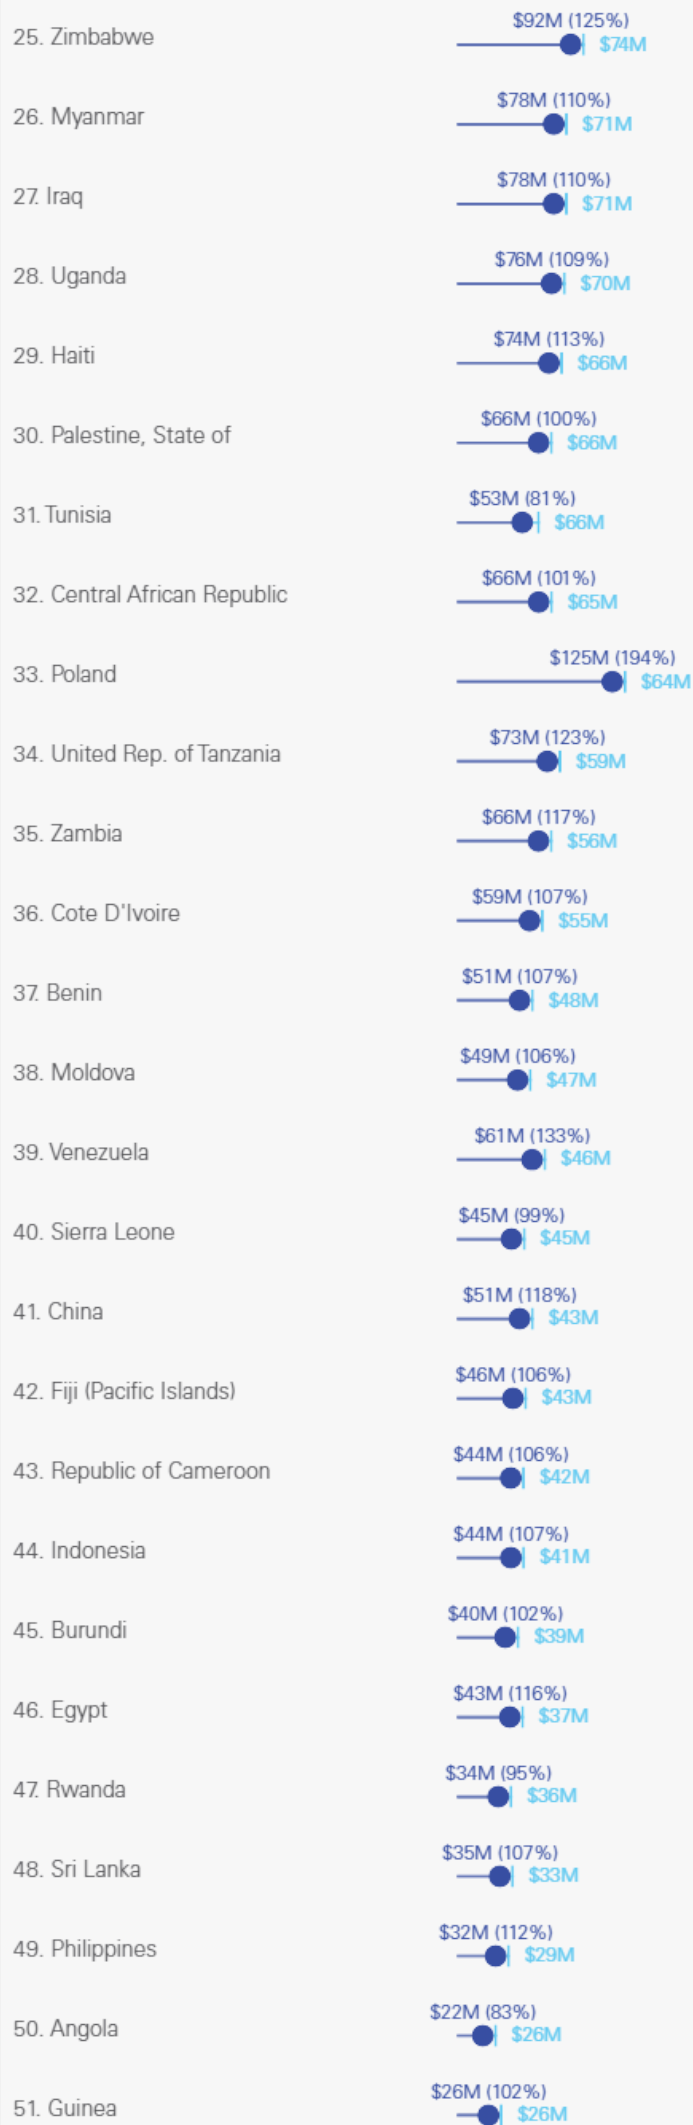 $92M (125%)
25. Zimbabwe
$74M
$78M (110%)
26. Myanmar
$71M
$78M (110%)
27. Iraq
$71M
$76M (109%)
28. Uganda
$70M
$74M (113%)
29. Haiti
$66M
$66M (100%)
30. Palestine, State of
$66M
$53M (81%)
31. Tunisia
$66M
$66M (101%)
32. Central African Republic
$65M
$125M (194%)
33. Poland
$64M
$73M (123%)
34. United Rep. of Tanzania
$59M
$66M (117%)
35. Zambia
$56M
$59M (107%)
36. Cote D'Ivoire
$55M
$51M (107%)
37. Benin
$48M
$49M (106%)
38. Moldova
$47M
$61M (133%)
39. Venezuela
$46M
$45M (99%)
40. Sierra Leone
$45M
$51M (118%)
41. China
$43M
$46M (106%)
42. Fiji (Pacific Islands)
$43M
$44M (106%)
43. Republic of Cameroon
$42M
$44M (107%)
44. Indonesia
$41M
$40M (102%)
45. Burundi
$39M
$43M (116%)
46. Egypt
$37M
$34M (95%)
47. Rwanda
$36M
$35M (107%)
48. Sri Lanka
$33M
$32M (112%)
49. Philippines
$29M
$22M (83%)
50. Angola
$26M
$26M (102%)
51. Guinea
$26M